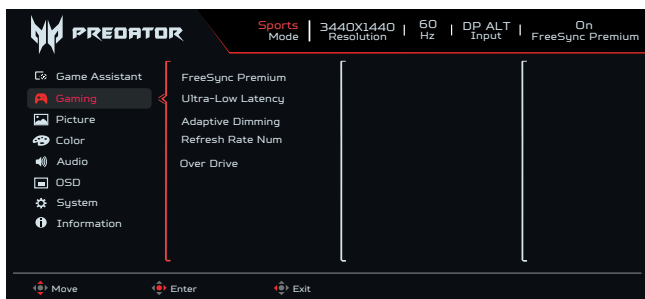 PREDATOR
Sports Mode
3440X1440 Resolution
60 Hz
DP ALT Input
On FreeSync Premium
Game Assistant
Gaming
Picture
Color
Audio
OSD
System
Information
FreeSync Premium
Ultra-Low Latency
Adaptive Dimming
Refresh Rate Num
Over Drive
Move
Enter
Exit